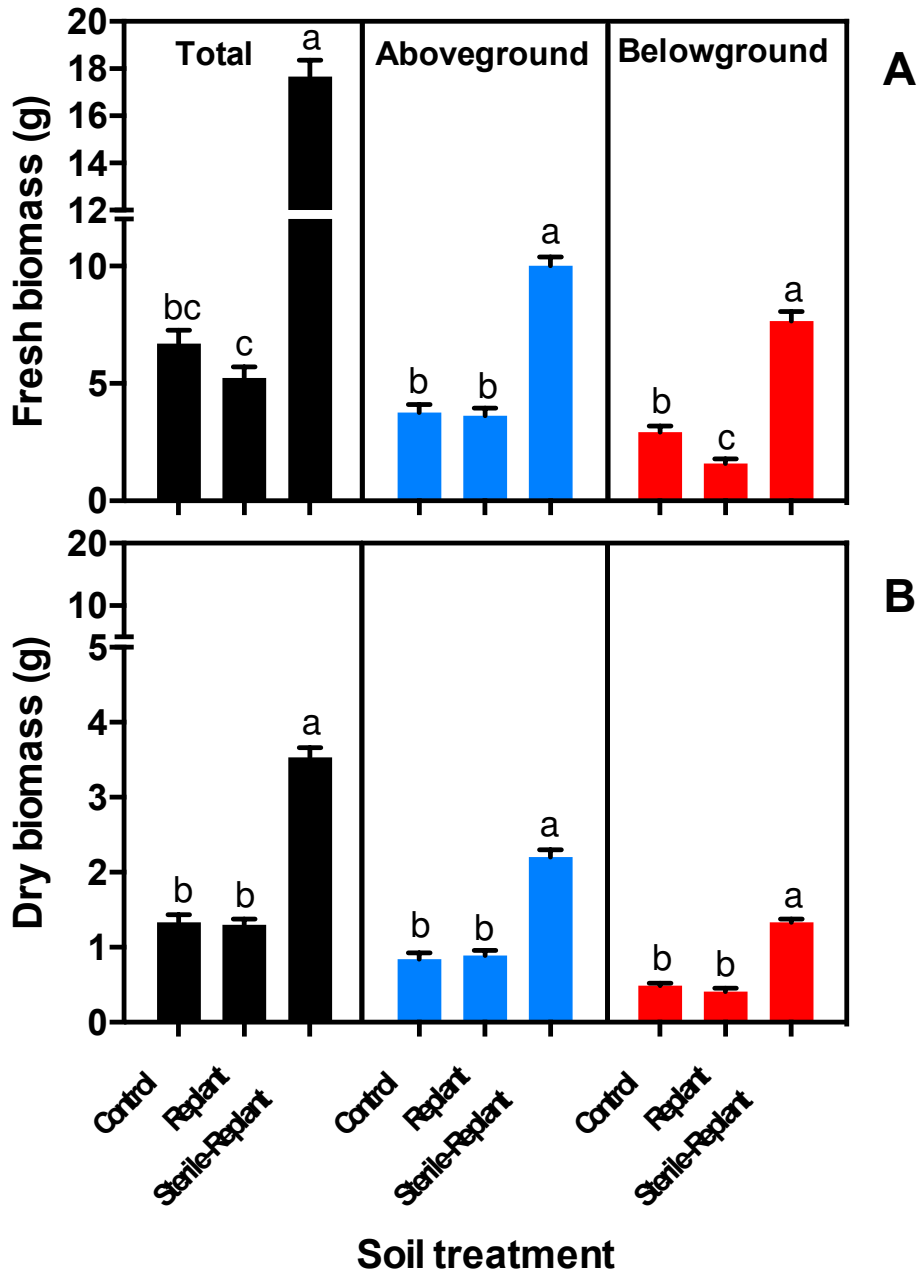 Total
Aboveground
Belowground
A
Fresh biomass (g)
20
18
16
14
12
10
5
0
a
bc
c
a
b
b
a
b
c
B
Dry biomass (g)
20
10
5
4
3
2
1
0
a
b
b
a
b
b
a
b
b
Control
Replant
Sterile-Replant
Control
Replant
Sterile-Replant
Control
Replant
Sterile-Replant
Soil treatment